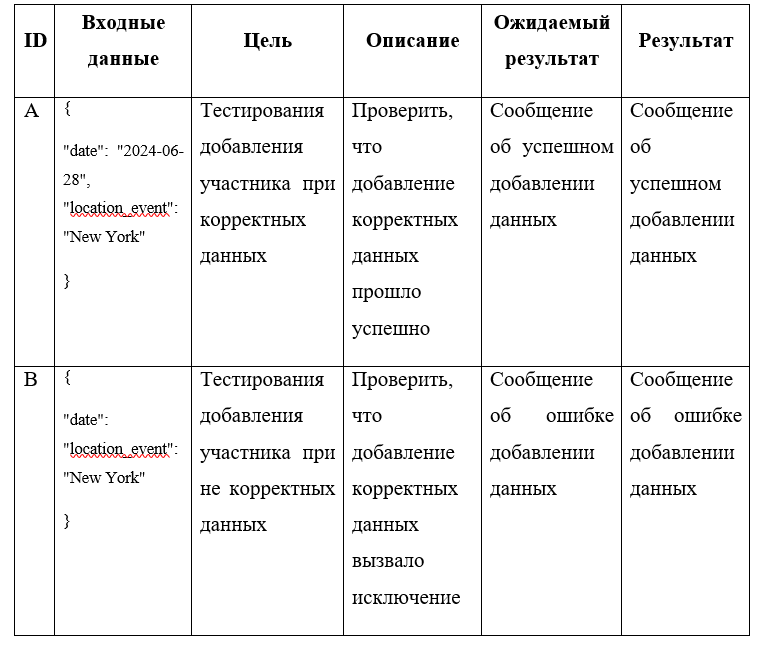 ID
Входные
данные
Цель
Описание
Ожидаемый
результат
Результат
A
{
"date": "2024-06-
28",
"location_event":
"New York"
}
Тестирования
добавления
участника при
корректных
данных
Проверить,
что
добавление
корректных
данных
прошло
успешно
Сообщение
об успешном
добавлении
данных
Сообщение
об
успешном
добавлении
данных
B
{
"date":
"location_event":
"New York"
}
Тестирования
добавления
участника при
не корректных
данных
Проверить,
что
добавление
корректных
данных
вызвало
исключение
Сообщение
об ошибке
добавлении
данных
Сообщение
об ошибке
добавлении
данных